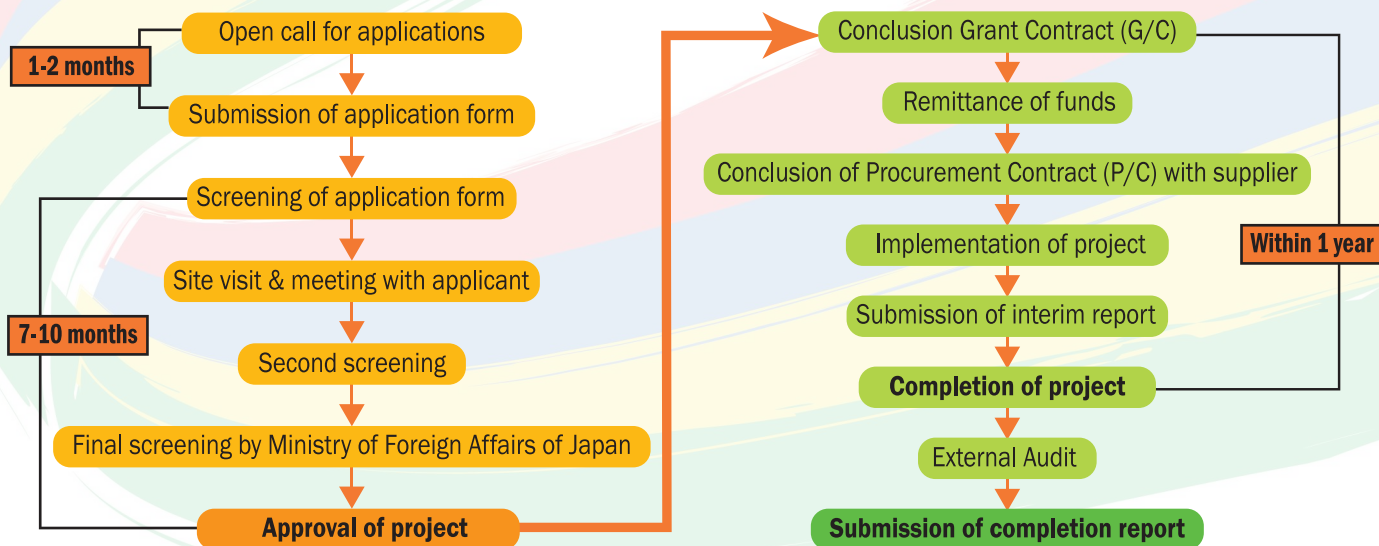 Open call for applications
1-2 months
Submission of application form
Screening of application form
Site visit & meeting with applicant
7-10 months
Second screening
Final screening by Ministry of Foreign Affairs of Japan
Approval of project
Conclusion Grant Contract (G/C)
Remittance of funds
Conclusion of Procurement Contract (P/C) with supplier
Implementation of project
Within 1 year
Submission of interim report
Completion of project
External Audit
Submission of completion report